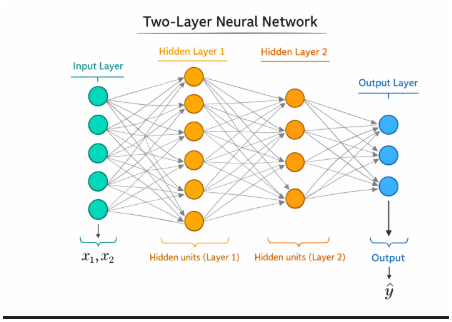 Two-Layer Neural Network
Hidden Layer 1
Hidden Layer 2
Input Layer
Output Layer
x₁, x₂
Hidden units (Layer 1)
Hidden units (Layer 2)
Output
ŷ